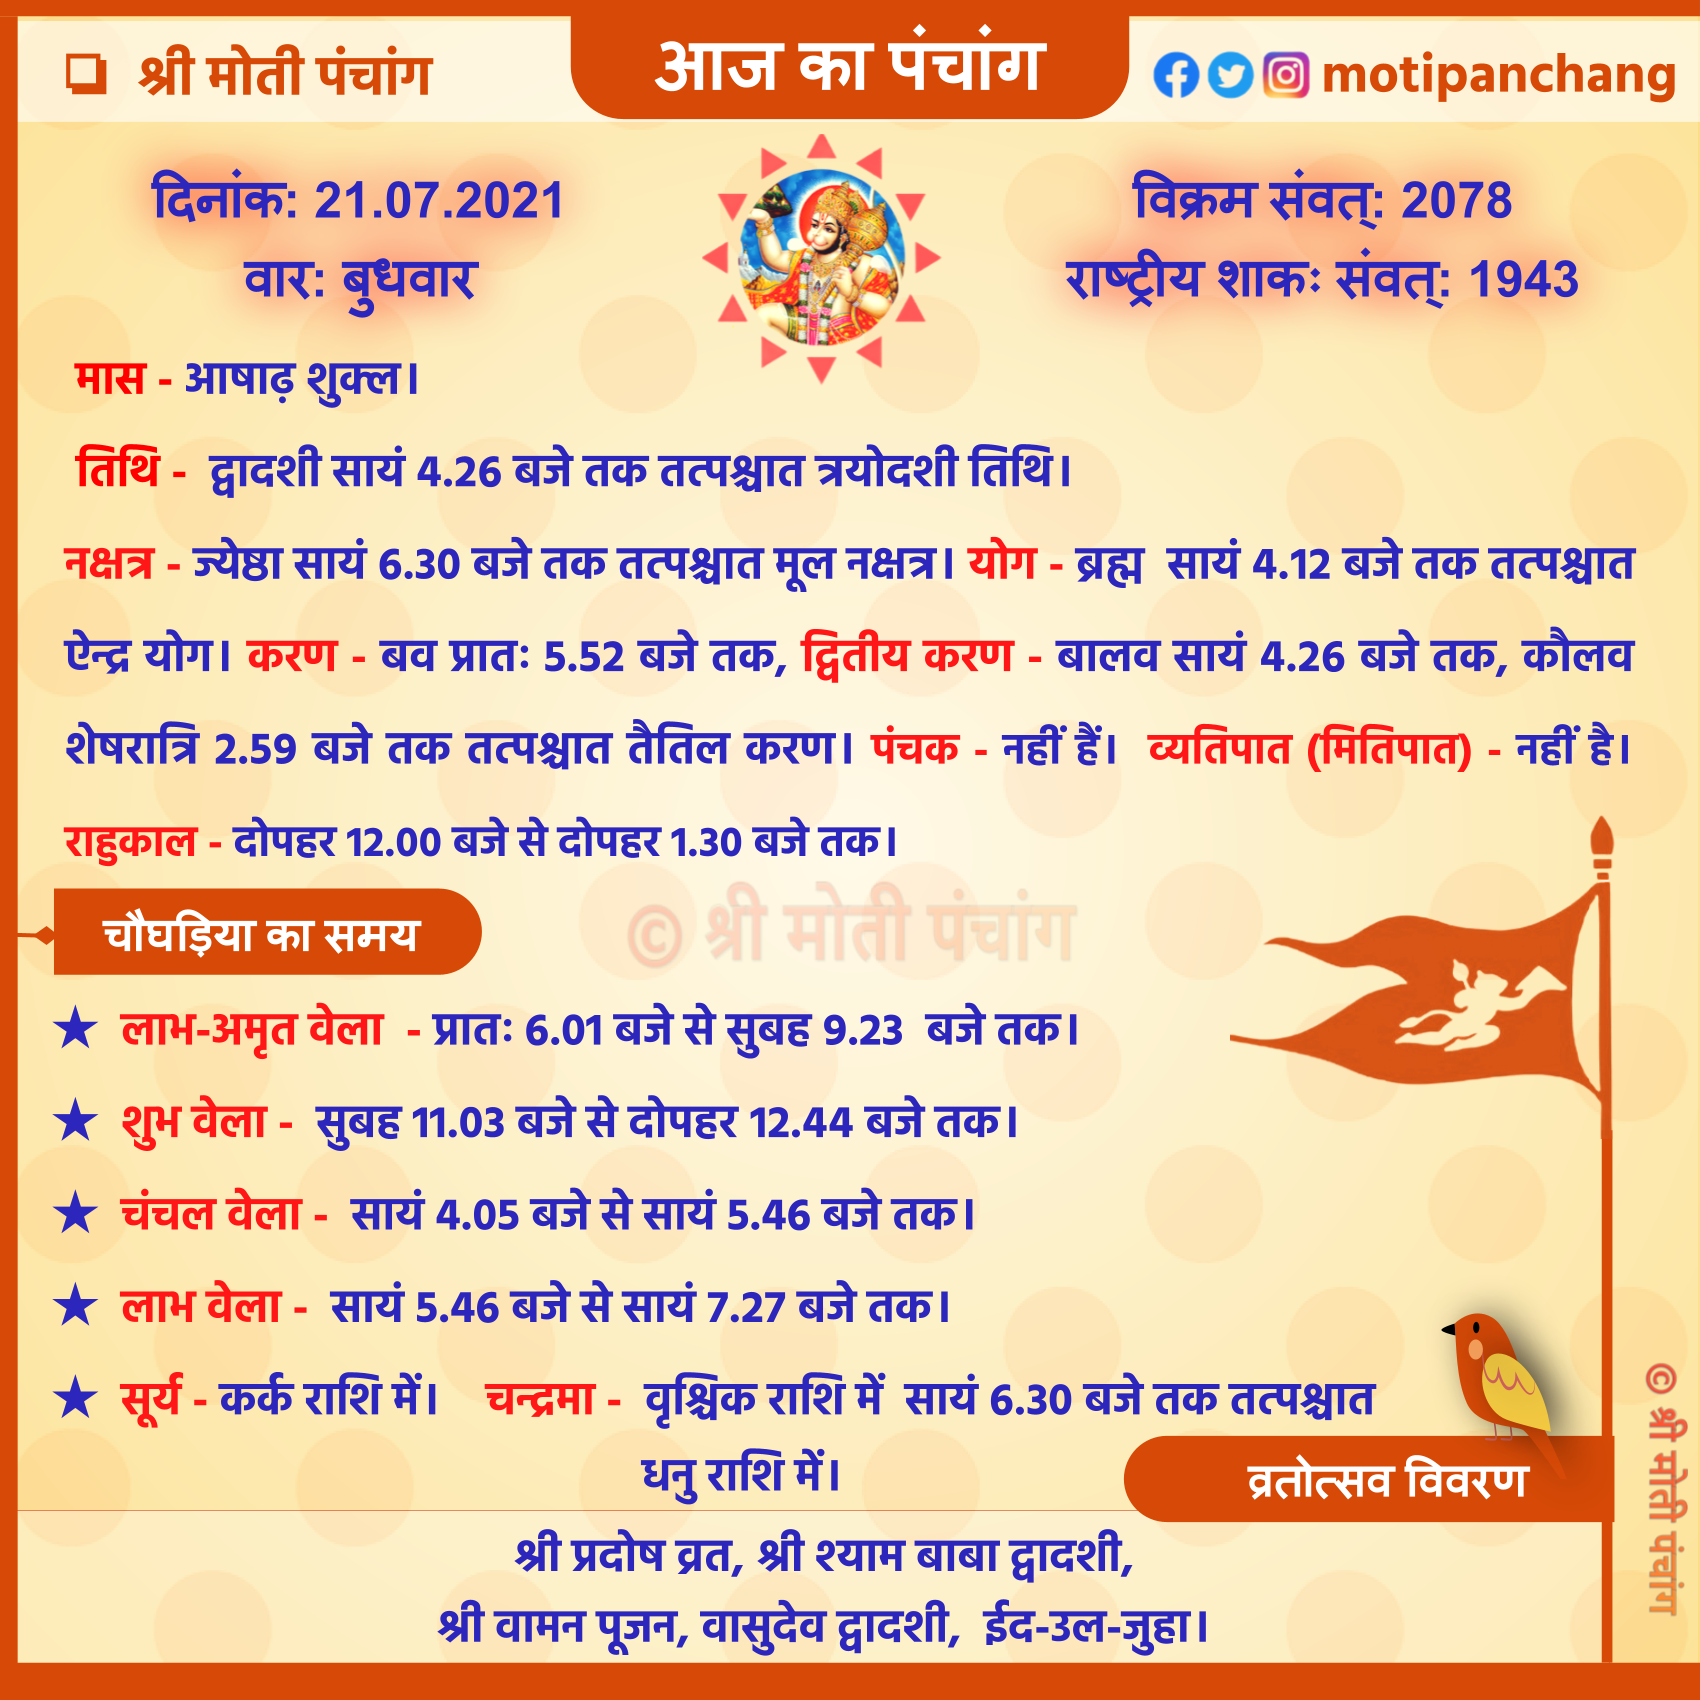 ❏ श्री मोती पंचांग
आज का पंचांग
motipanchang
दिनांक: 21.07.2021
वार: बुधवार
विक्रम संवत्: 2078
राष्ट्रीय शाकः संवत्: 1943
मास - आषाढ़ शुक्ल।
तिथि - द्वादशी सायं 4.26 बजे तक तत्पश्चात त्रयोदशी तिथि।
नक्षत्र - ज्येष्ठा सायं 6.30 बजे तक तत्पश्चात मूल नक्षत्र। योग - ब्रह्म सायं 4.12 बजे तक तत्पश्चात
ऐन्द्र योग। करण - बव प्रातः 5.52 बजे तक, द्वितीय करण - बालव सायं 4.26 बजे तक, कौलव
शेषरात्रि 2.59 बजे तक तत्पश्चात तैतिल करण। पंचक - नहीं हैं। व्यतिपात (मितिपात) - नहीं है।
राहुकाल - दोपहर 12.00 बजे से दोपहर 1.30 बजे तक।
चौघड़िया का समय
© श्री मोती पंचांग
★ लाभ-अमृत वेला - प्रातः 6.01 बजे से सुबह 9.23 बजे तक।
★ शुभ वेला - सुबह 11.03 बजे से दोपहर 12.44 बजे तक।
★ चंचल वेला - सायं 4.05 बजे से सायं 5.46 बजे तक।
★ लाभ वेला - सायं 5.46 बजे से सायं 7.27 बजे तक।
★ सूर्य - कर्क राशि में। चन्द्रमा - वृश्चिक राशि में सायं 6.30 बजे तक तत्पश्चात
धनु राशि में।
व्रतोत्सव विवरण
श्री प्रदोष व्रत, श्री श्याम बाबा द्वादशी,
श्री वामन पूजन, वासुदेव द्वादशी, ईद-उल-जुहा।
© श्री मोती पंचांग